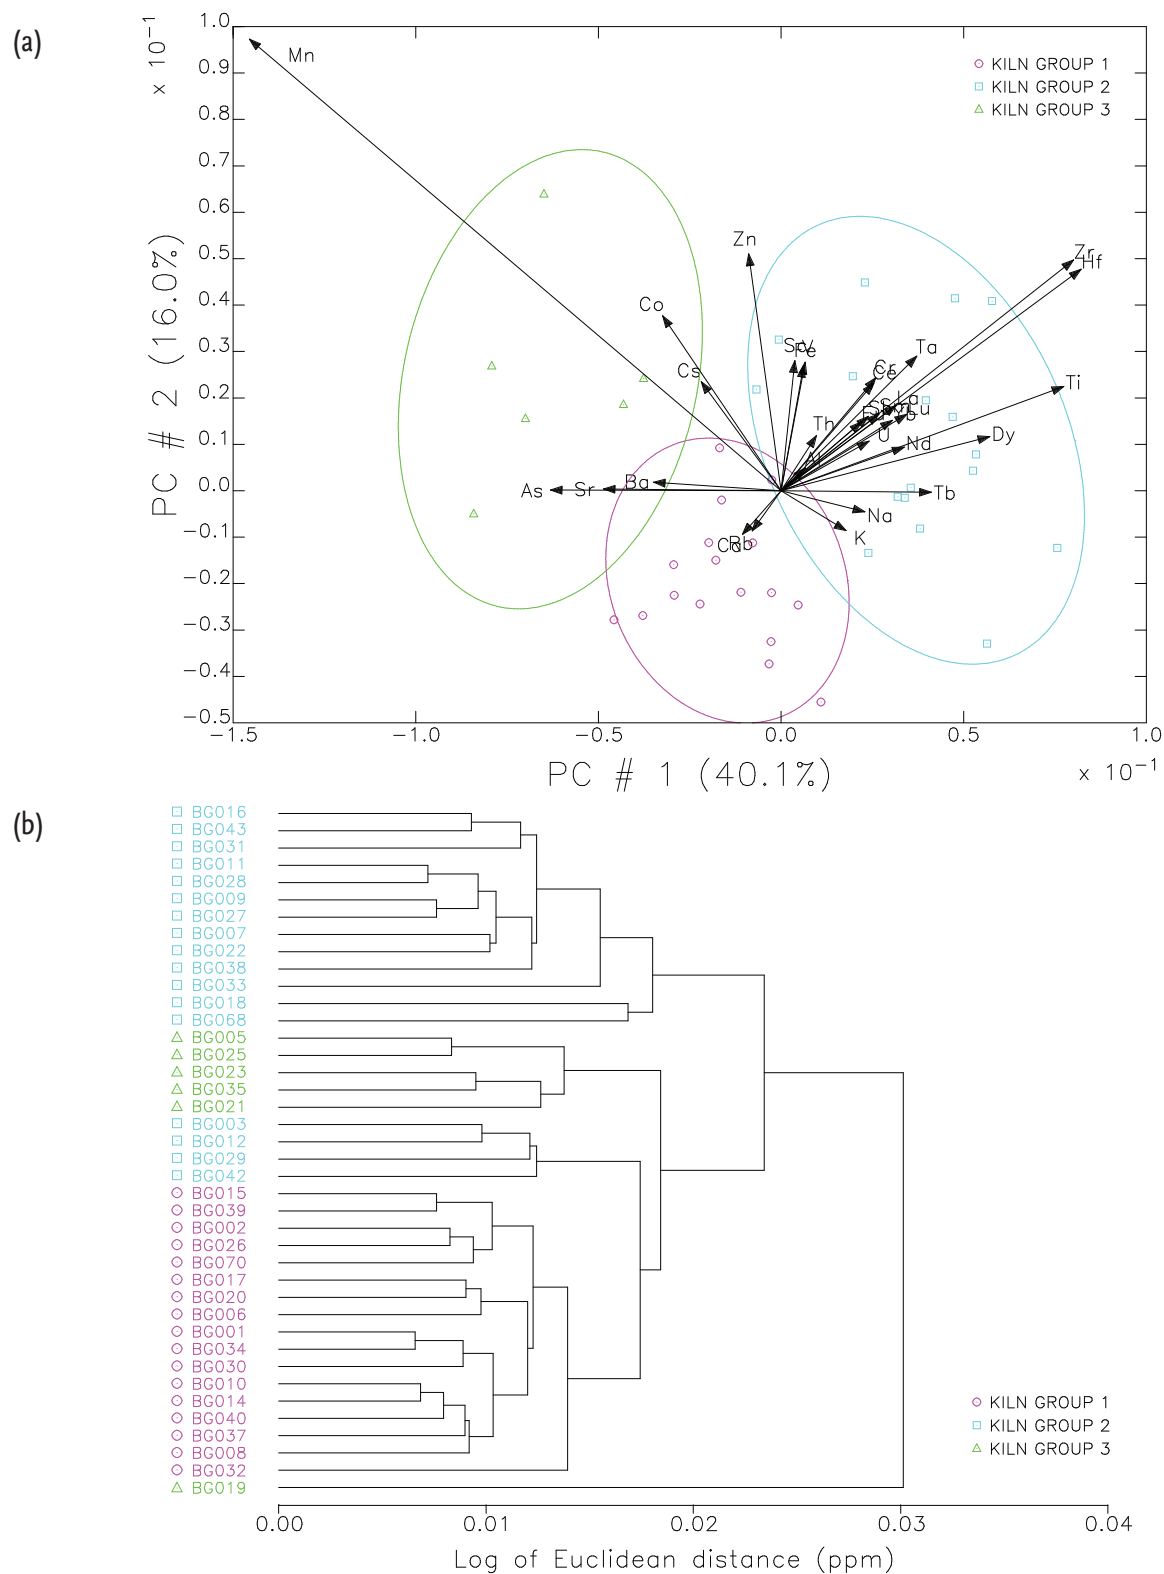 (a)
x 10⁻¹
PC # 2 (16.0%)
1.0
0.9
0.8
0.7
0.6
0.5
0.4
0.3
0.2
0.1
0.0
−0.1
−0.2
−0.3
−0.4
−0.5
KILN GROUP 1
KILN GROUP 2
KILN GROUP 3
Mn
Zn
Zr
Hf
Co
Cs
Sc
V
Fe
Ta
Cr
Ce
Ti
La
Lu
Th
U
Al
Nd
Dy
As
Sr
Ba
Tb
Na
K
Rb
−1.5
−1.0
−0.5
0.0
0.5
1.0
PC # 1 (40.1%)
x 10⁻¹
(b)
BG016
BG043
BG031
BG011
BG028
BG009
BG027
BG007
BG022
BG038
BG033
BG018
BG068
BG005
BG025
BG023
BG035
BG021
BG003
BG012
BG029
BG042
BG015
BG039
BG002
BG026
BG070
BG017
BG020
BG006
BG001
BG034
BG030
BG010
BG014
BG040
BG037
BG008
BG032
BG019
KILN GROUP 1
KILN GROUP 2
KILN GROUP 3
0.00
0.01
0.02
0.03
0.04
Log of Euclidean distance (ppm)